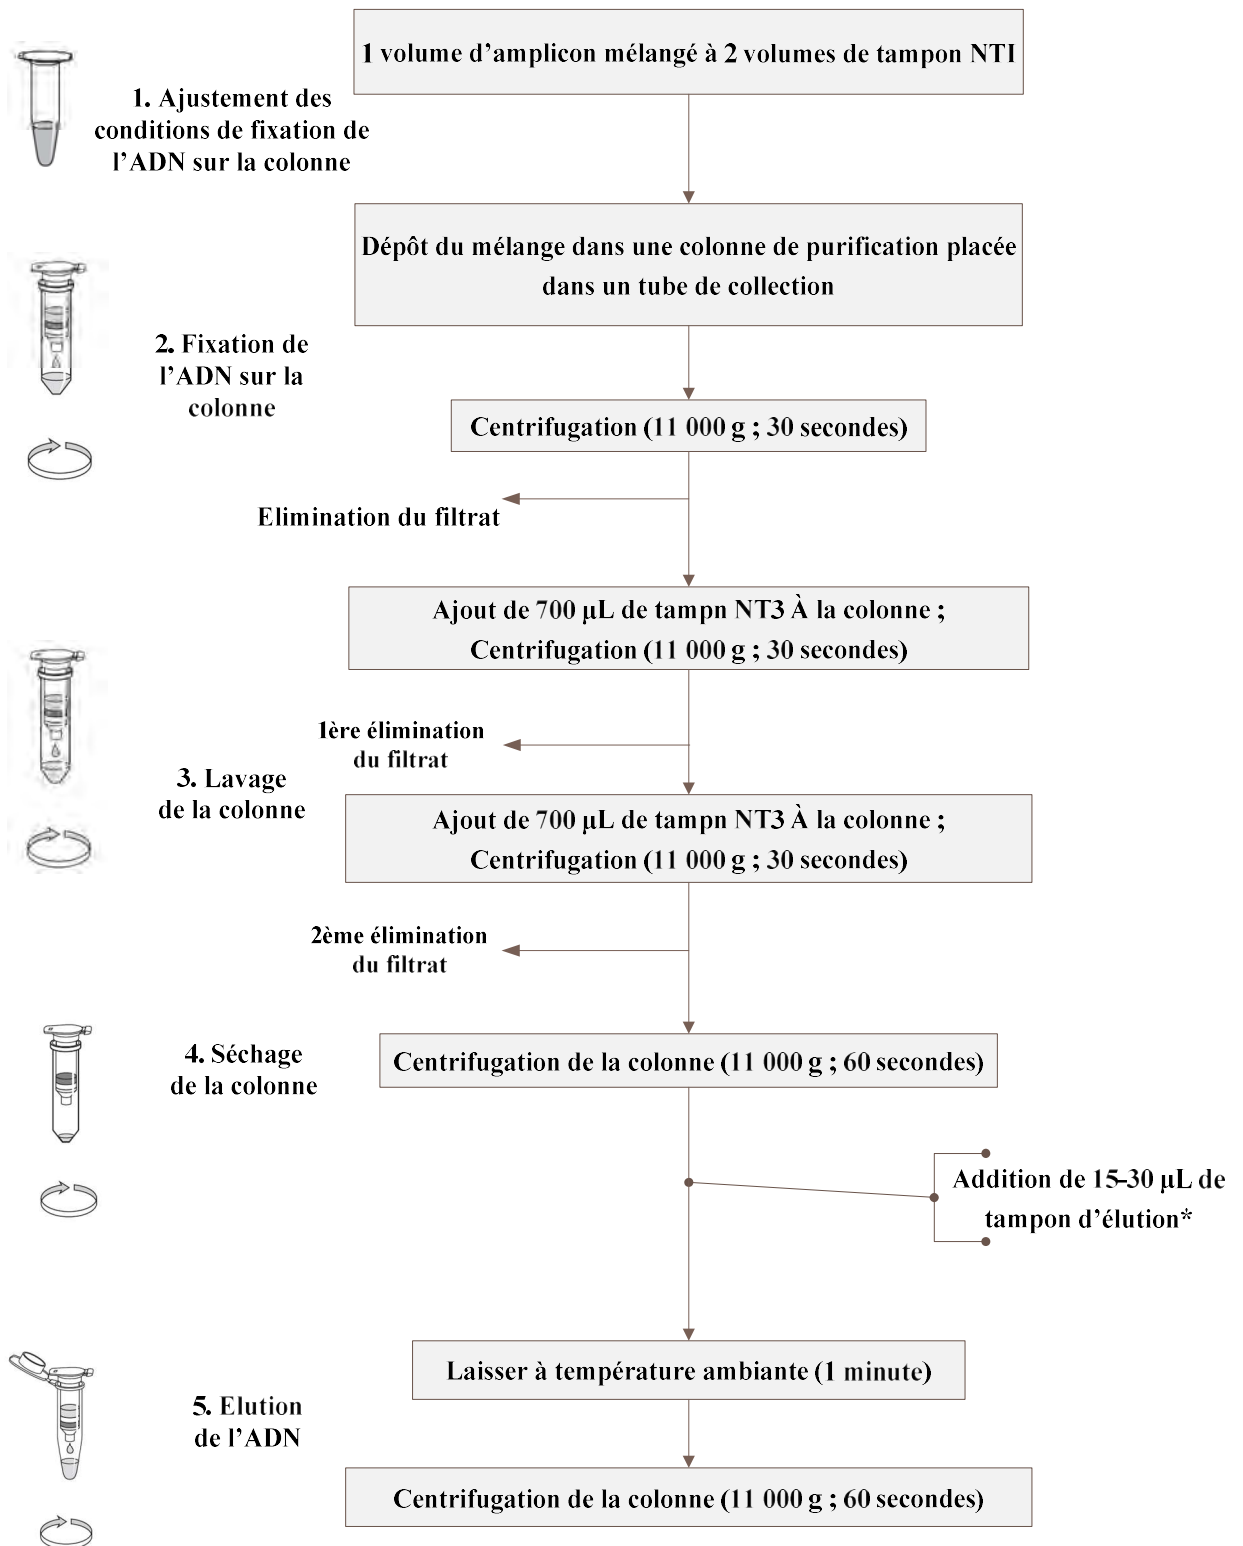 1 volume d’amplicon mélangé à 2 volumes de tampon NTI
1. Ajustement des
conditions de fixation de
l’ADN sur la colonne
Dépôt du mélange dans une colonne de purification placée
dans un tube de collection
2. Fixation de
l’ADN sur la
colonne
Centrifugation (11 000 g ; 30 secondes)
Elimination du filtrat
Ajout de 700 µL de tampn NT3 À la colonne ;
Centrifugation (11 000 g ; 30 secondes)
1ère élimination
du filtrat
3. Lavage
de la colonne
Ajout de 700 µL de tampn NT3 À la colonne ;
Centrifugation (11 000 g ; 30 secondes)
2ème élimination
du filtrat
4. Séchage
de la colonne
Centrifugation de la colonne (11 000 g ; 60 secondes)
Addition de 15-30 µL de
tampon d’élution*
Laisser à température ambiante (1 minute)
5. Elution
de l’ADN
Centrifugation de la colonne (11 000 g ; 60 secondes)